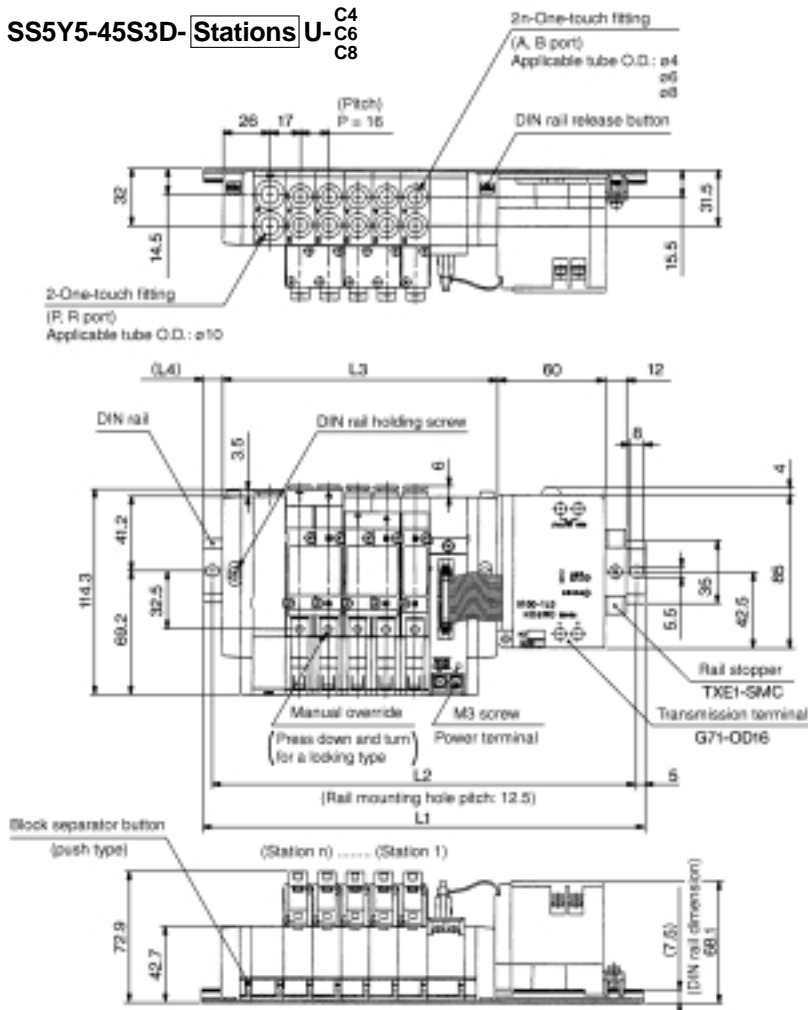 SS5Y5-45S3D- Stations U- C4
C6
C8
2n-One-touch fitting
(A, B port)
Applicable tube O.D.: ø4
ø6
ø8
(Pitch)
P = 16
26
17
DIN rail release button
32
14.5
31.5
15.5
2-One-touch fitting
(P, R port)
Applicable tube O.D.: ø10
(L4)
L3
60
12
DIN rail
DIN rail holding screw
3.5
6
8
4
41.2
114.3
32.5
69.2
35
5.5
42.5
85
Rail stopper
TXE1-SMC
Manual override
(Press down and turn
for a locking type)
M3 screw
Power terminal
Transmission terminal
G71-OD16
L2
5
(Rail mounting hole pitch: 12.5)
L1
Block separator button
(push type)
(Station n) ...... (Station 1)
72.9
42.7
(7.5)
(DIN rail dimension)
68.1